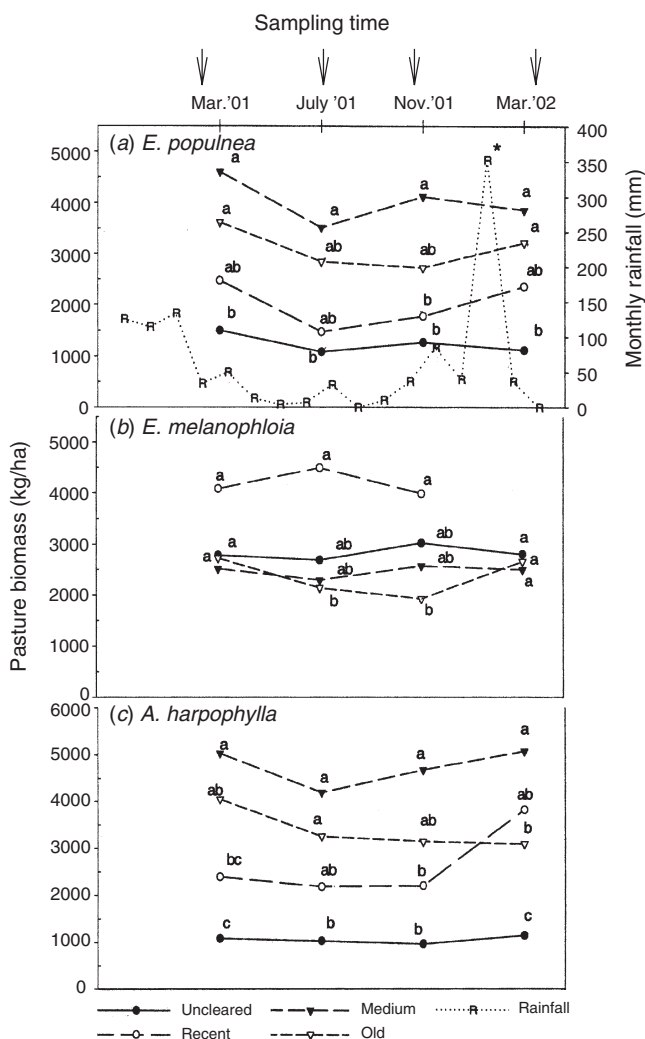 Sampling time
Mar.'01 July '01 Nov.'01 Mar.'02
(a) E. populnea
5000
4000
3000
2000
1000
0
400
350
300
250
200
150
100
50
0
Monthly rainfall (mm)
a a a a
a ab ab a
ab ab b ab
b b b b
*
R R R R R R R R R R R R R R R R R
Pasture biomass (kg/ha)
(b) E. melanophloia
5000
4000
3000
2000
1000
0
a a a
a ab ab a
a ab ab a
b b
(c) A. harpophylla
6000
5000
4000
3000
2000
1000
0
a a a a
ab a ab ab
bc ab b b
c b b c
Uncleared Medium R Rainfall
Recent Old